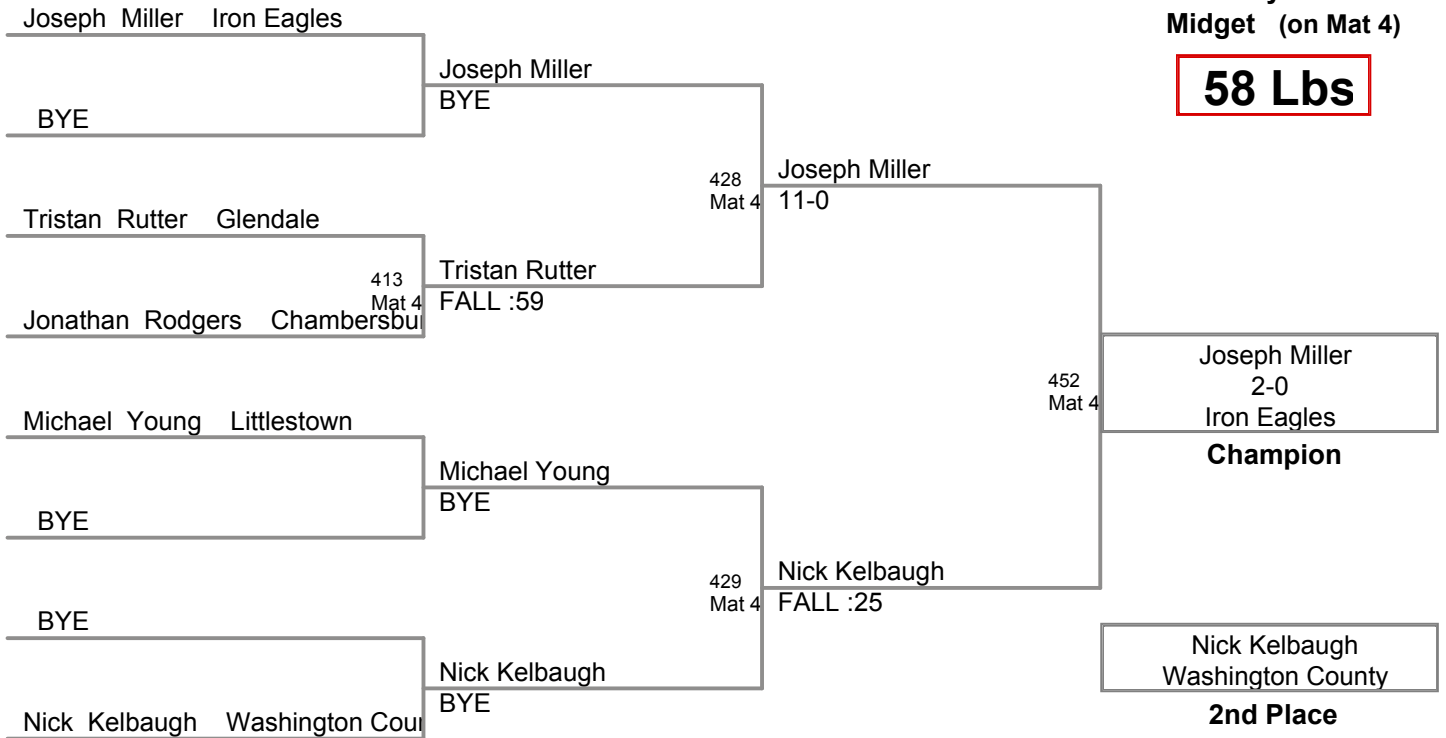 Joseph Miller Iron Eagles
BYE
Tristan Rutter Glendale
Jonathan Rodgers Chambersbu
Michael Young Littlestown
BYE
BYE
Nick Kelbaugh Washington Cou
Joseph Miller
BYE
413
Mat 4
Tristan Rutter
FALL :59
Michael Young
BYE
Nick Kelbaugh
BYE
428
Mat 4
Joseph Miller
11-0
429
Mat 4
Nick Kelbaugh
FALL :25
Midget (on Mat 4)
58 Lbs
452
Mat 4
Joseph Miller
2-0
Iron Eagles
Champion
Nick Kelbaugh
Washington County
2nd Place